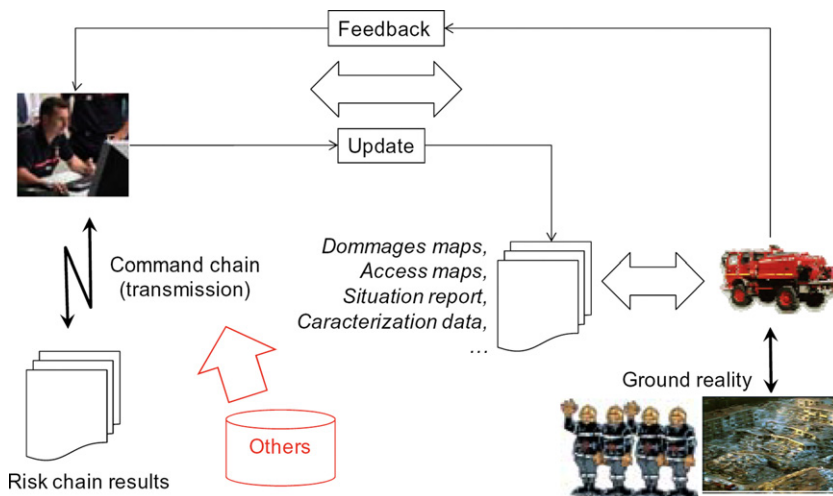 Feedback
Update
Dommages maps,
Access maps,
Situation report,
Caracterization data,
...
Command chain
(transmission)
Ground reality
Others
Risk chain results